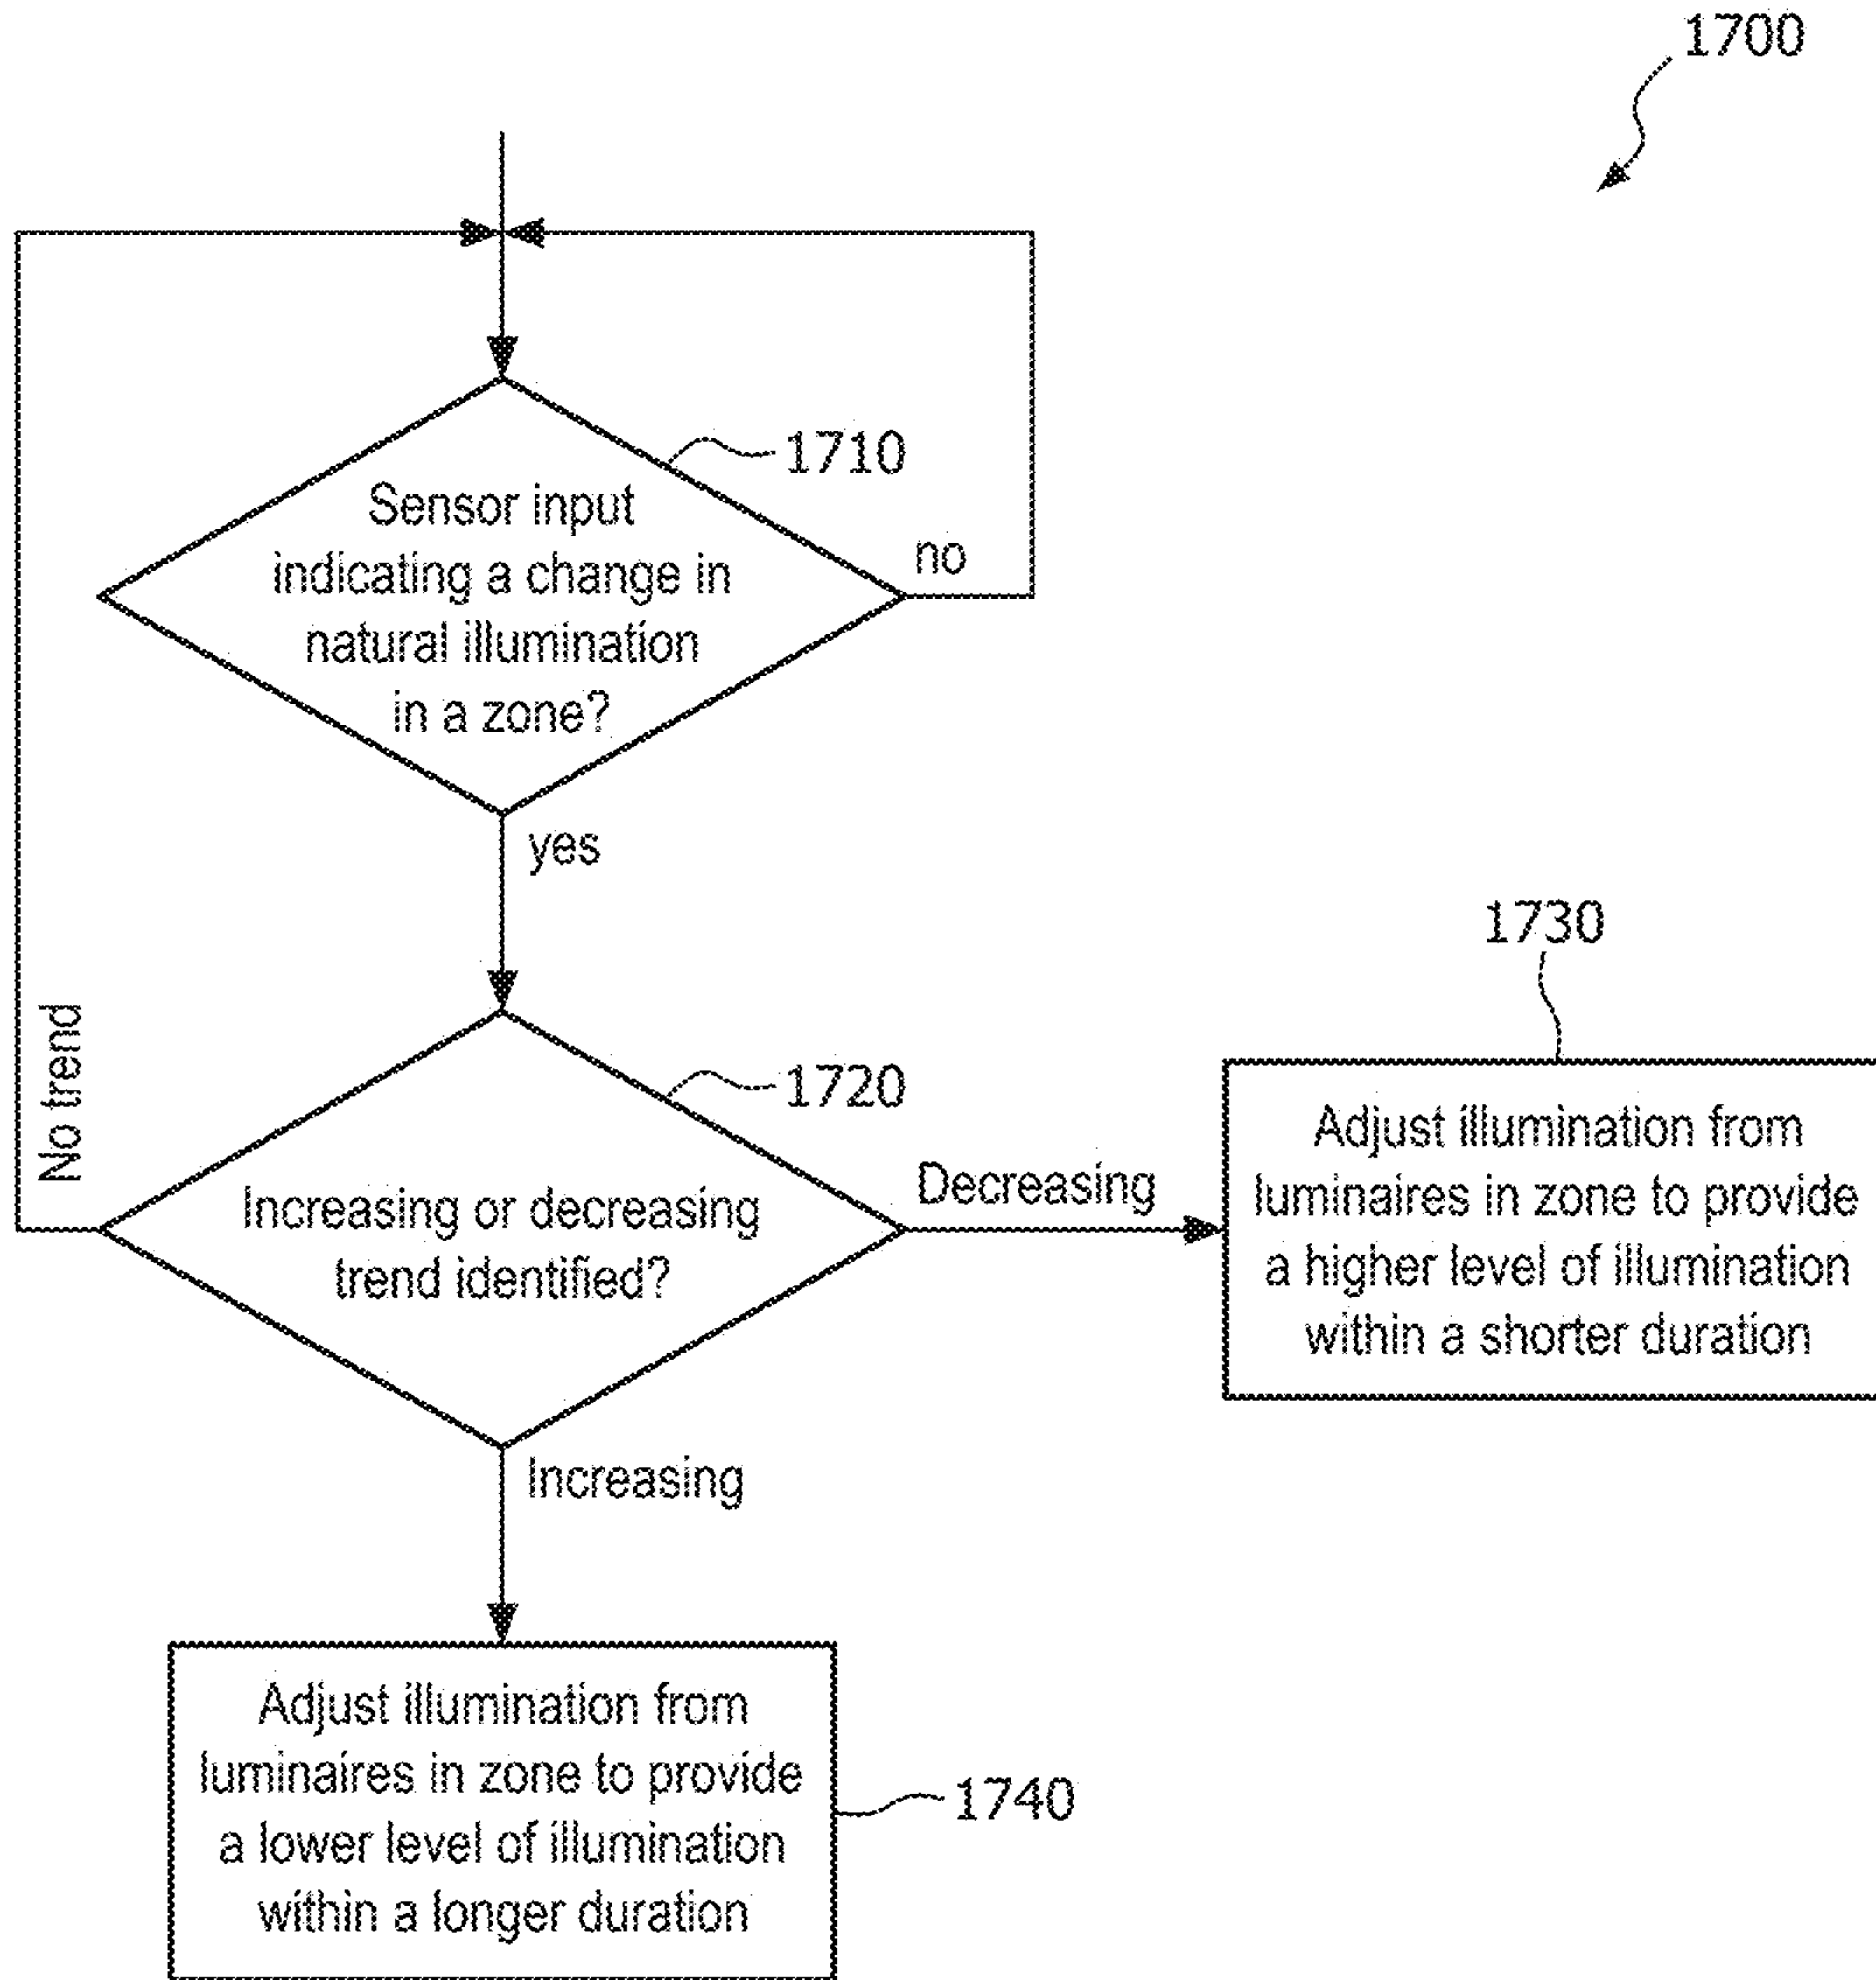 1700
1710
Sensor input
indicating a change in
natural illumination
in a zone?
no
yes
No trend
1720
Increasing or decreasing
trend identified?
Decreasing
1730
Adjust illumination from
luminaires in zone to provide
a higher level of illumination
within a shorter duration
Increasing
Adjust illumination from
luminaires in zone to provide
a lower level of illumination
within a longer duration
1740